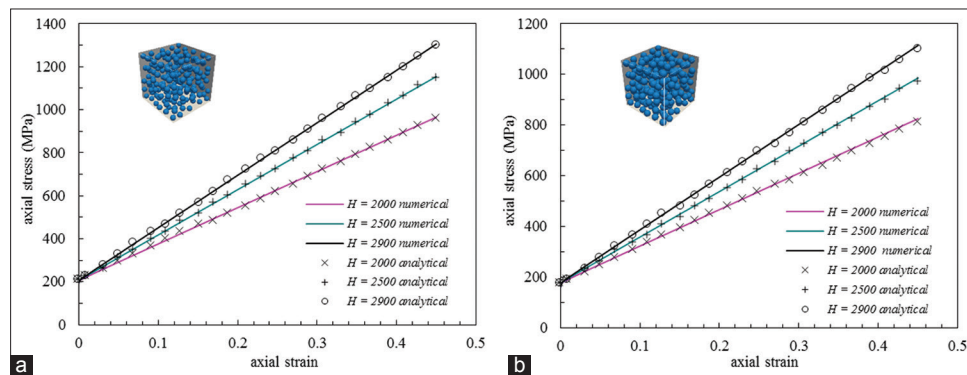 1400
1200
1000
800
600
400
200
0
axial stress (MPa)
0
0.1
0.2
0.3
0.4
0.5
axial strain
H = 2000 numerical
H = 2500 numerical
H = 2900 numerical
H = 2000 analytical
H = 2500 analytical
H = 2900 analytical
a
1200
1000
800
600
400
200
0
axial stress (MPa)
0
0.1
0.2
0.3
0.4
0.5
axial strain
H = 2000 numerical
H = 2500 numerical
H = 2900 numerical
H = 2000 analytical
H = 2500 analytical
H = 2900 analytical
b